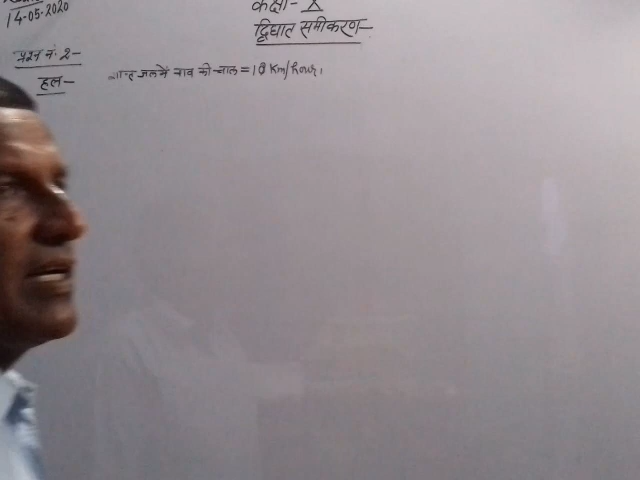 14-05-2020
कक्षा- X
द्विघात समीकरण-
प्रश्न नं. 2-
हल-
जल में नाव की चाल = 18 Km/hour,